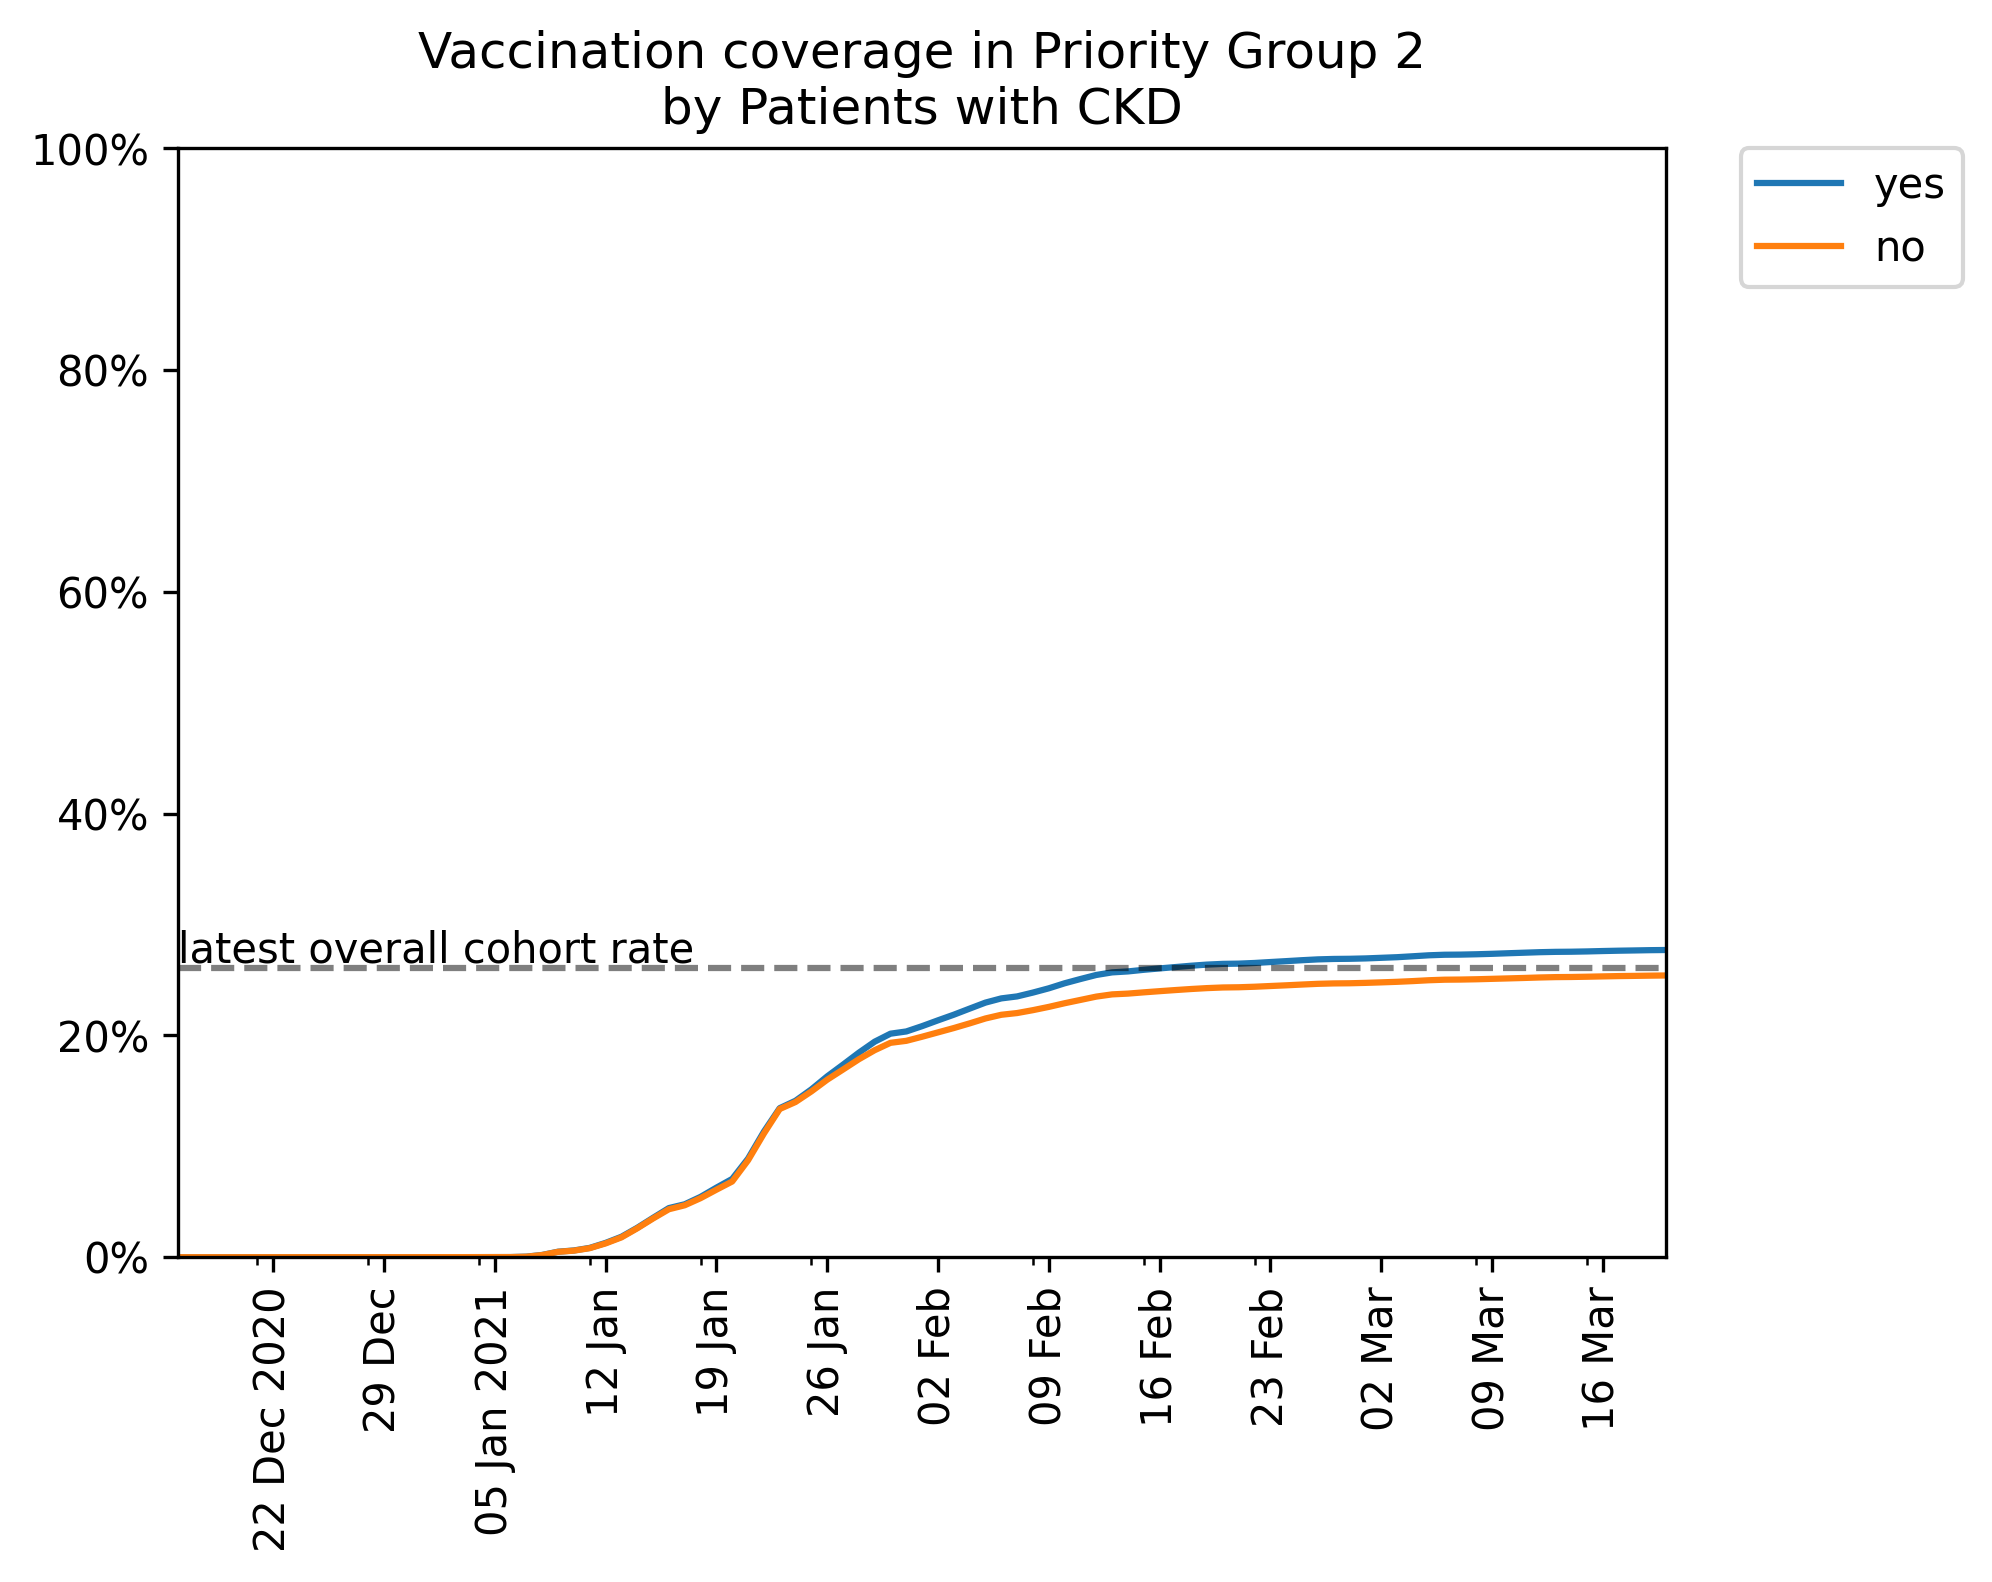 Vaccination coverage in Priority Group 2
by Patients with CKD
100%
80%
60%
40%
20%
0%
latest overall cohort rate
yes
no
22 Dec 2020
29 Dec
05 Jan 2021
12 Jan
19 Jan
26 Jan
02 Feb
09 Feb
16 Feb
23 Feb
02 Mar
09 Mar
16 Mar